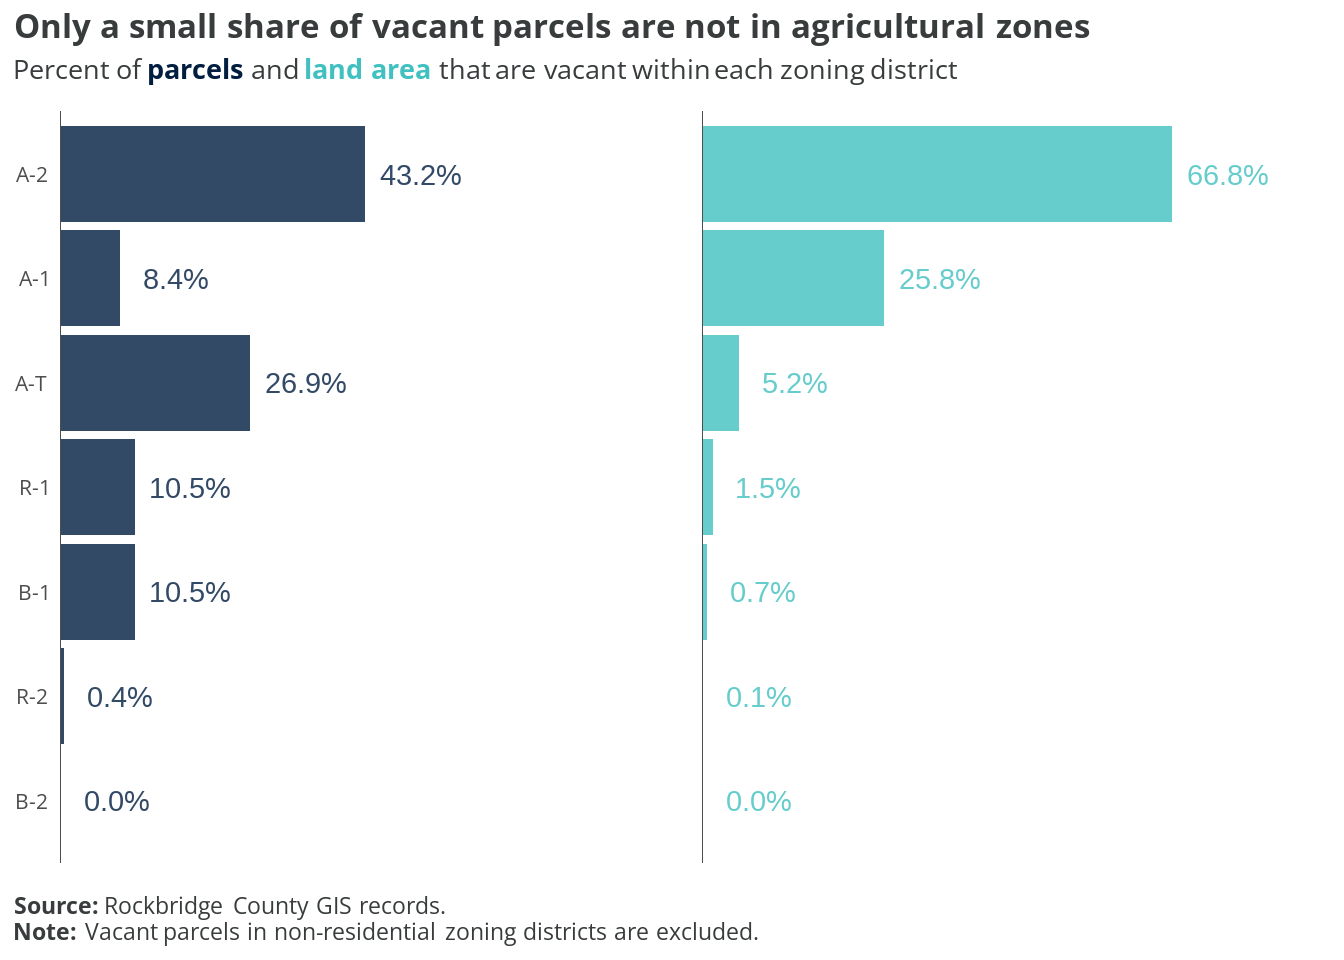 Only a small share of vacant parcels are not in agricultural zones
Percent of parcels and land area that are vacant within each zoning district
A-2 43.2% 66.8%
A-1 8.4% 25.8%
A-T 26.9% 5.2%
R-1 10.5% 1.5%
B-1 10.5% 0.7%
R-2 0.4% 0.1%
B-2 0.0% 0.0%
Source: Rockbridge County GIS records.
Note: Vacant parcels in non-residential zoning districts are excluded.